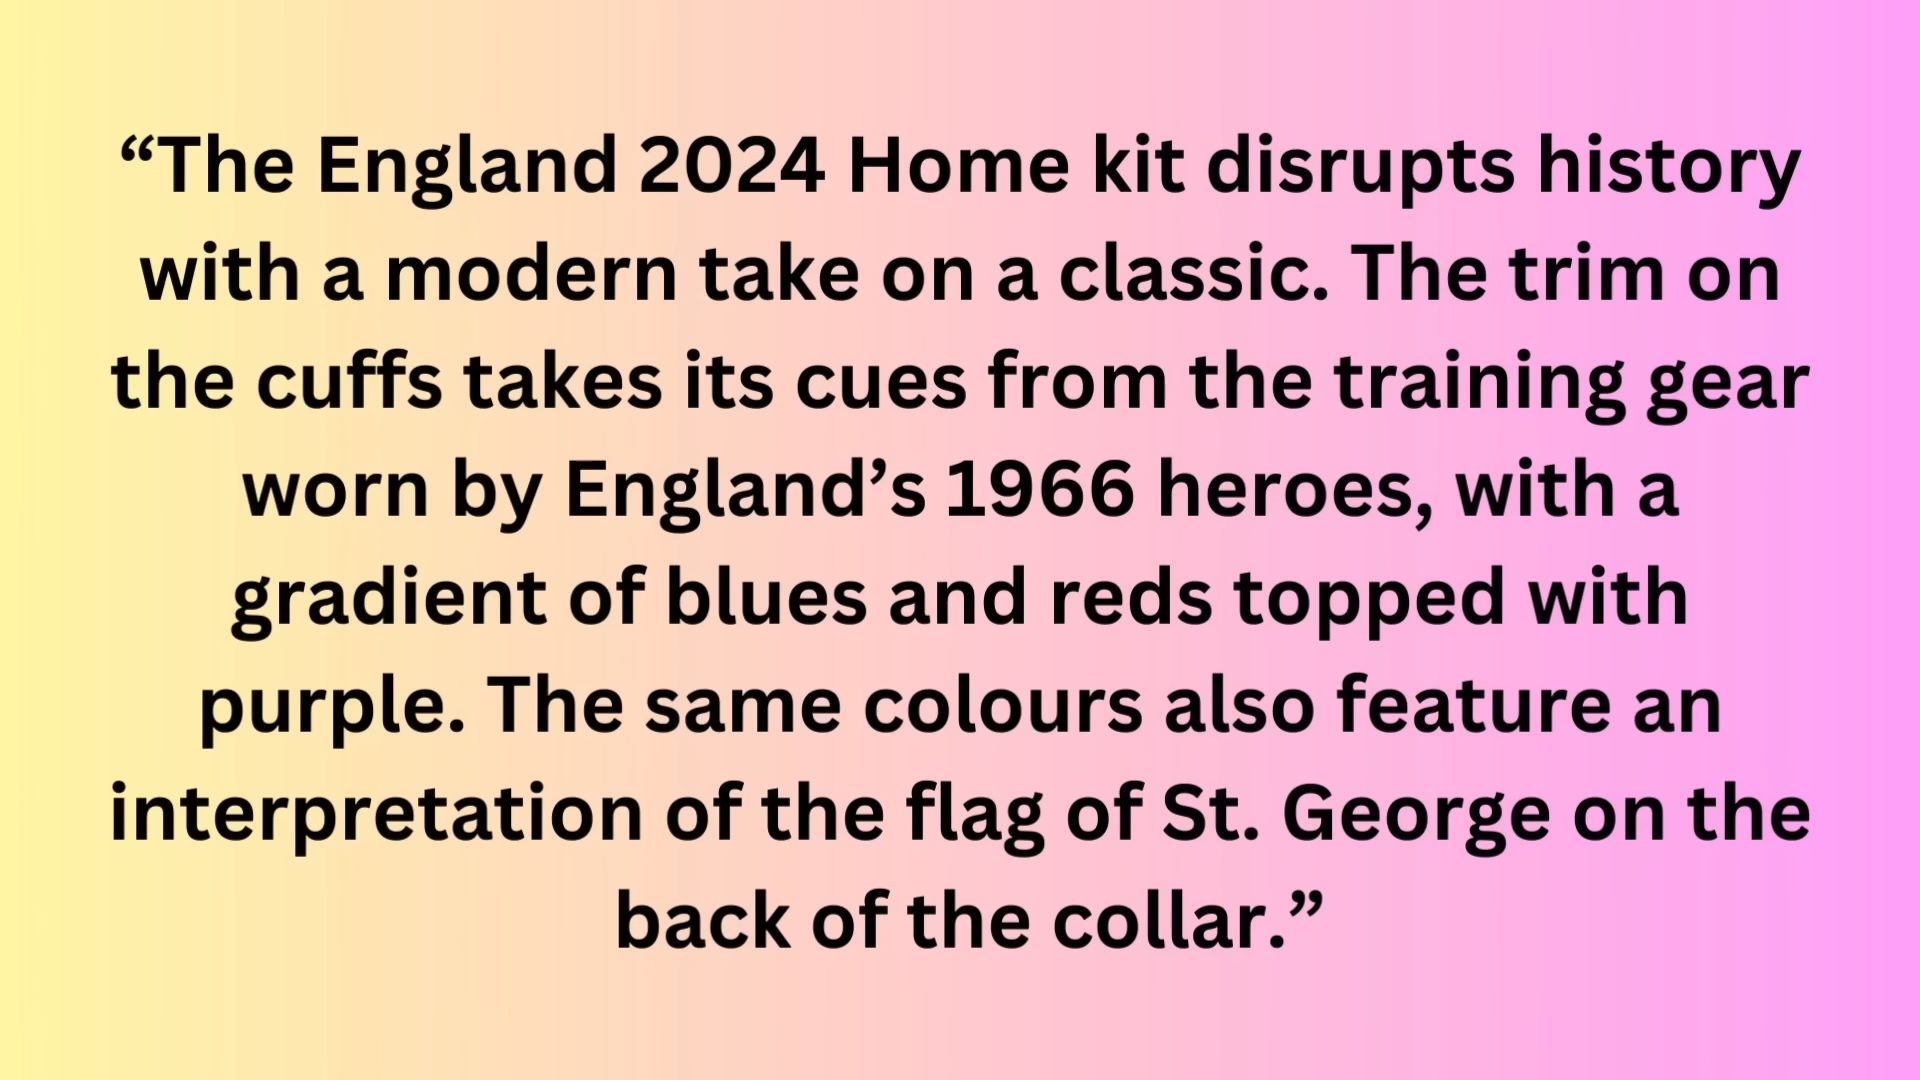 “The England 2024 Home kit disrupts history
with a modern take on a classic. The trim on
the cuffs takes its cues from the training gear
worn by England’s 1966 heroes, with a
gradient of blues and reds topped with
purple. The same colours also feature an
interpretation of the flag of St. George on the
back of the collar.”